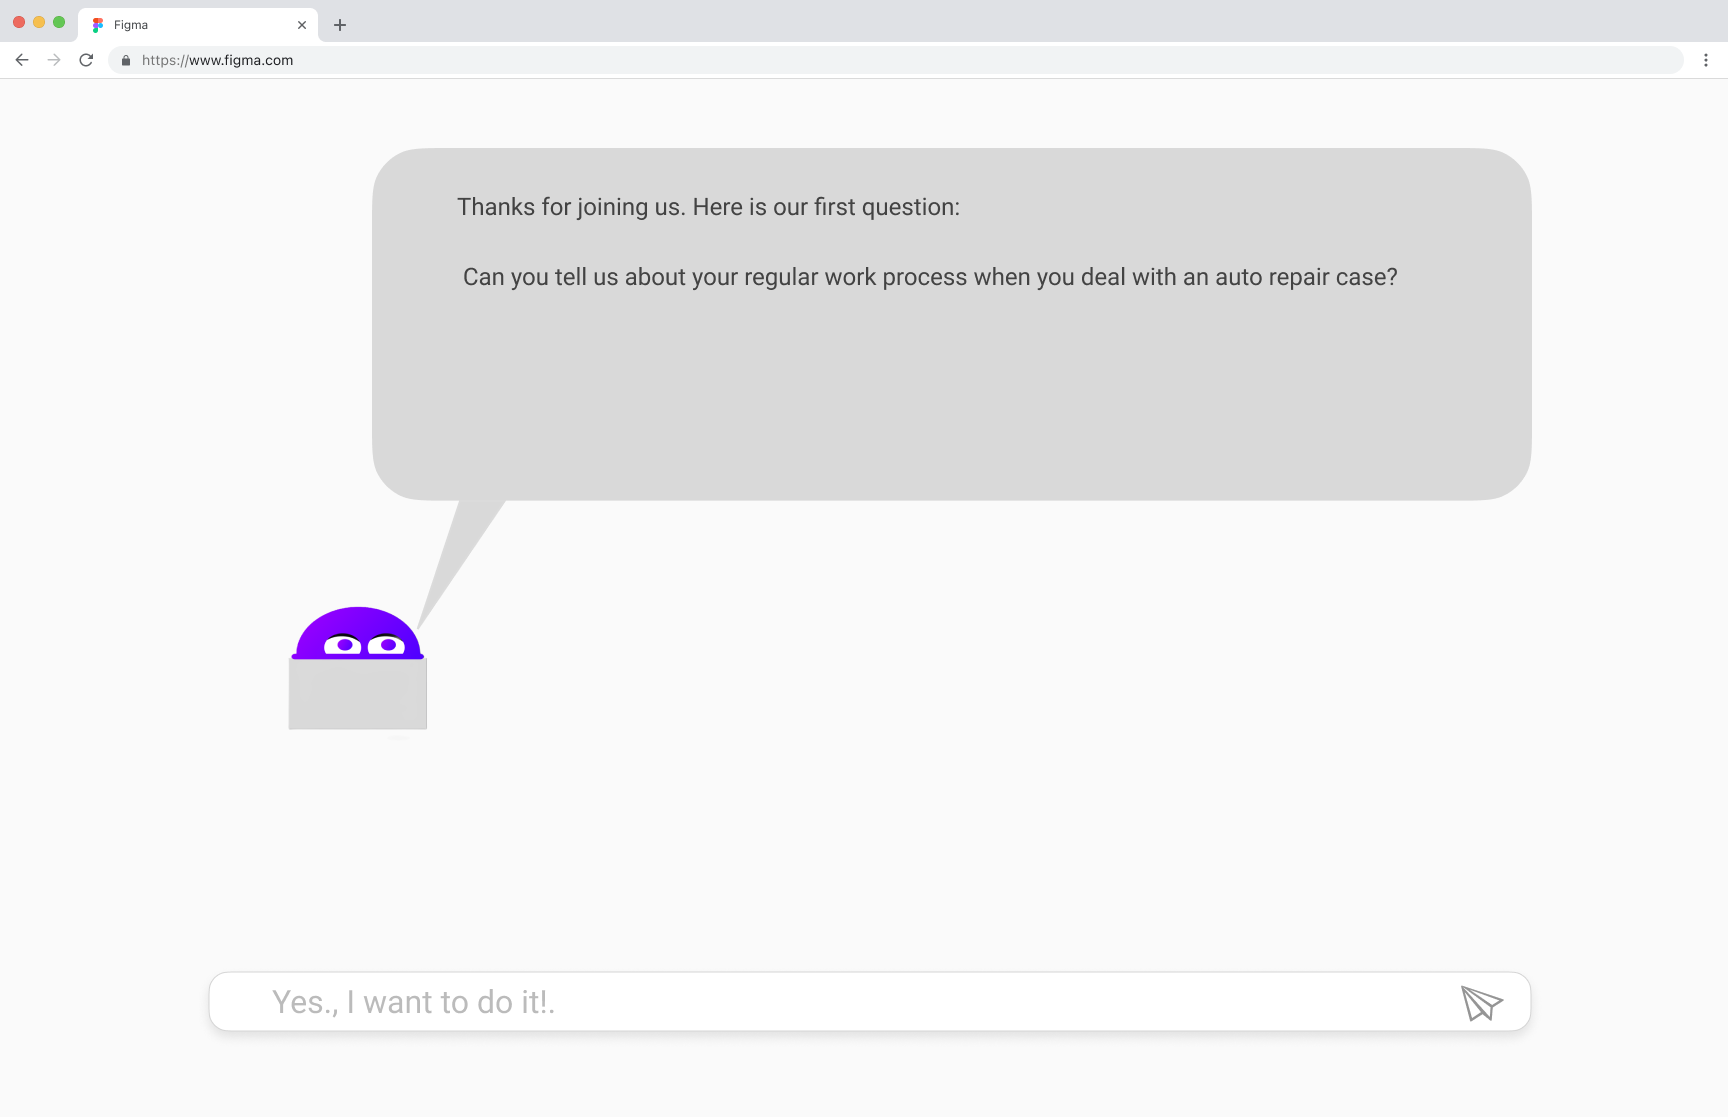 Figma
https://www.figma.com
Thanks for joining us. Here is our first question:
Can you tell us about your regular work process when you deal with an auto repair case?
Yes., I want to do it!.